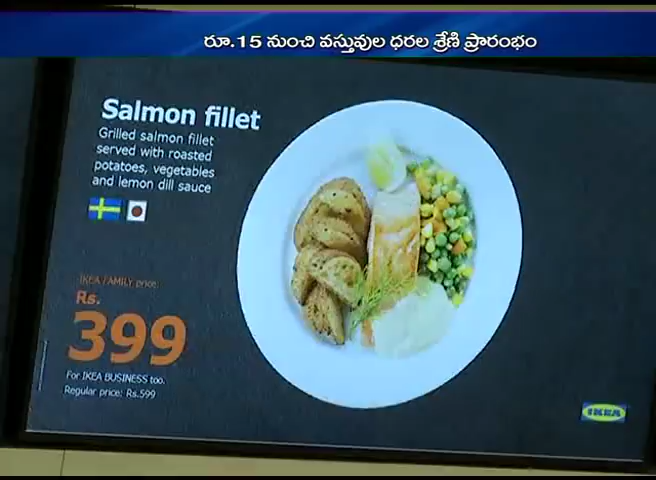 రూ.15 నుంచి వస్తువుల ధరల శ్రేణి ప్రారంభం
Salmon fillet
Grilled salmon fillet
served with roasted
potatoes, vegetables
and lemon dill sauce
IKEA FAMILY price:
Rs.
399
For IKEA BUSINESS too.
Regular price: Rs.599
IKEA